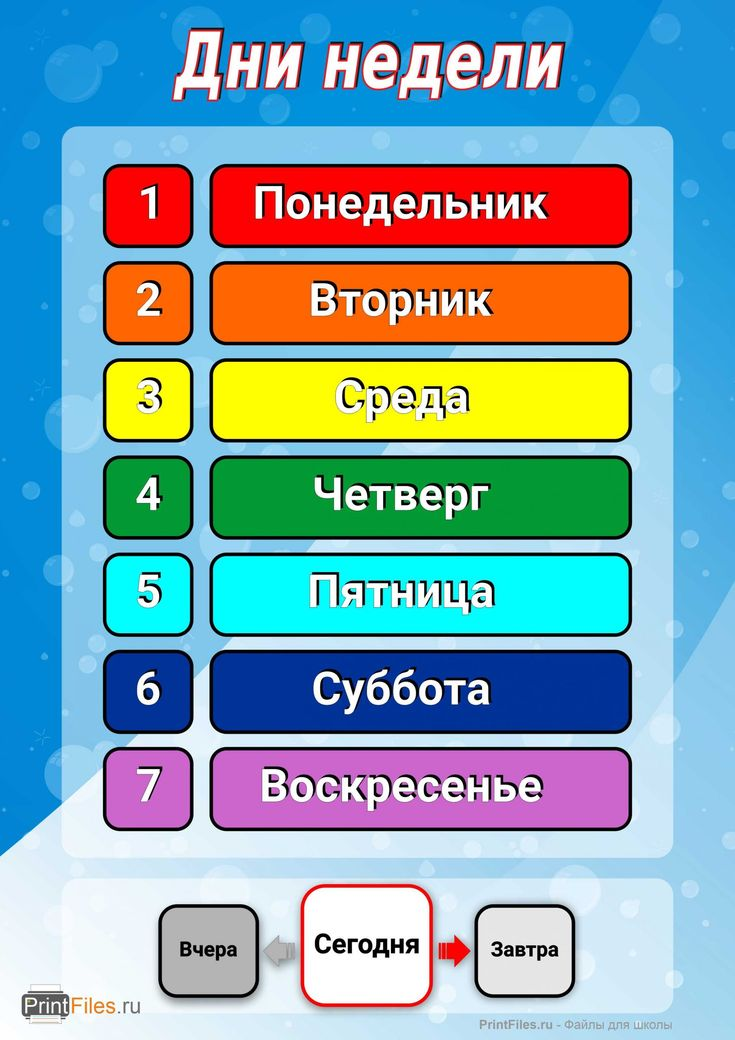 Дни недели
1 Понедельник
2 Вторник
3 Среда
4 Четверг
5 Пятница
6 Суббота
7 Воскресенье
Вчера Сегодня Завтра
PrintFiles.ru
PrintFiles.ru - Файлы для школы